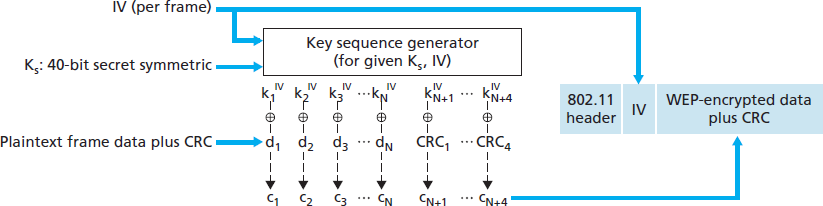 IV (per frame)
Key sequence generator
(for given Ks, IV)
Ks: 40-bit secret symmetric
k1IV k2IV k3IV ⋯ kNIV kN+1IV ⋯ kN+4IV
802.11
header
IV
WEP-encrypted data
plus CRC
⊕ ⊕ ⊕ ⊕ ⊕ ⊕
Plaintext frame data plus CRC
d1 d2 d3 ⋯ dN CRC1 ⋯ CRC4
c1 c2 c3 ⋯ cN cN+1 ⋯ cN+4